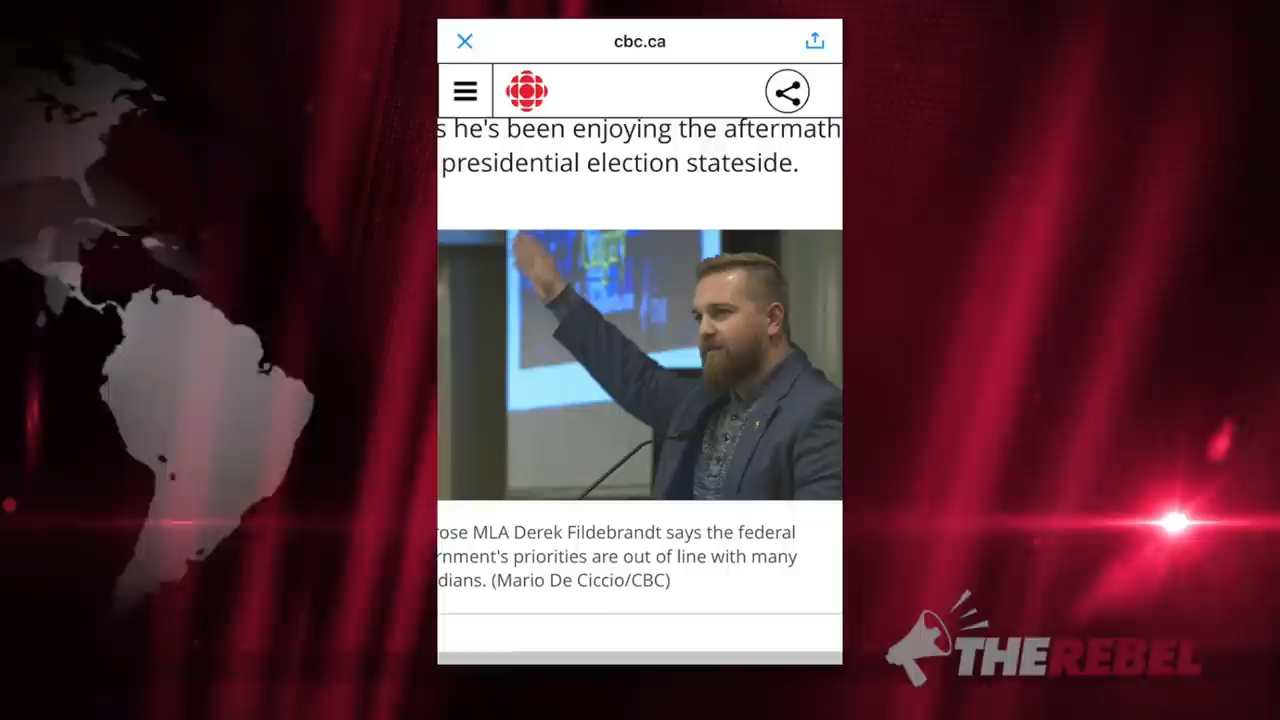 cbc.ca
s he's been enjoying the aftermath
presidential election stateside.
rose MLA Derek Fildebrandt says the federal
rnment's priorities are out of line with many
dians. (Mario De Ciccio/CBC)
THEREBEL